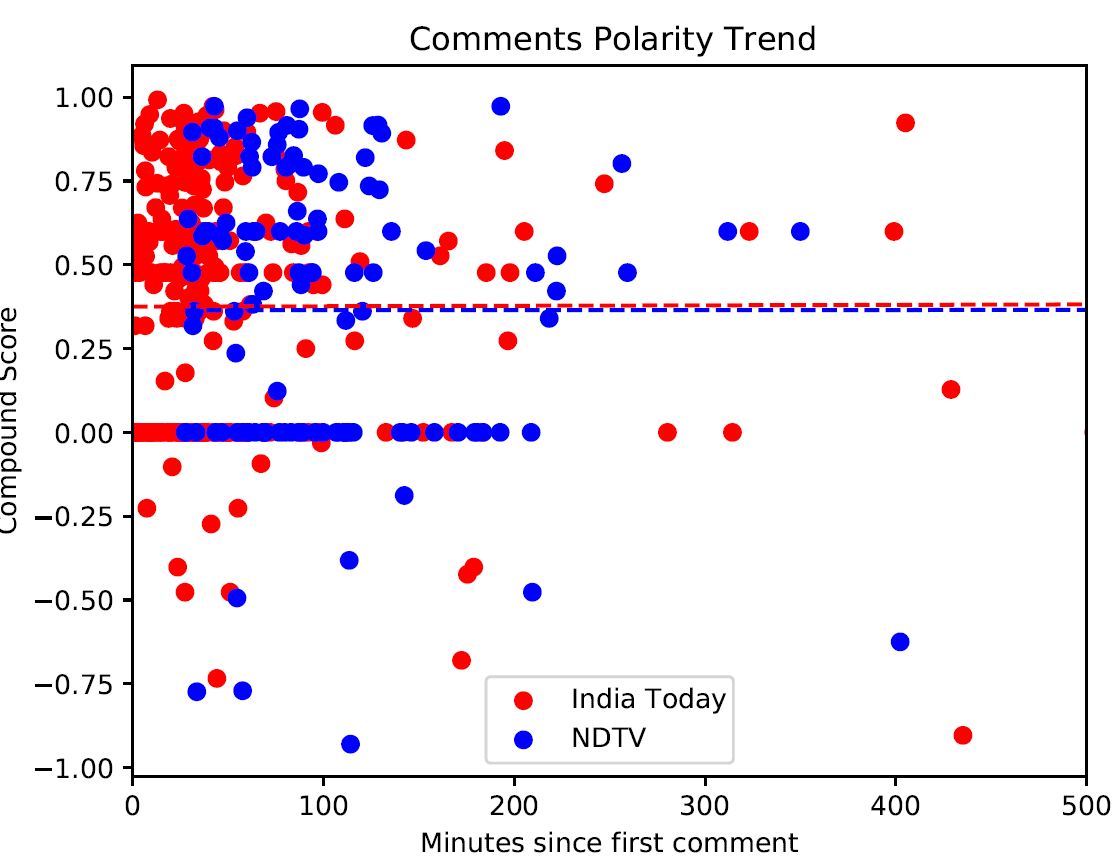 Comments Polarity Trend
1.00
0.75
0.50
0.25
0.00
−0.25
−0.50
−0.75
−1.00
Compound Score
India Today
NDTV
0 100 200 300 400 500
Minutes since first comment